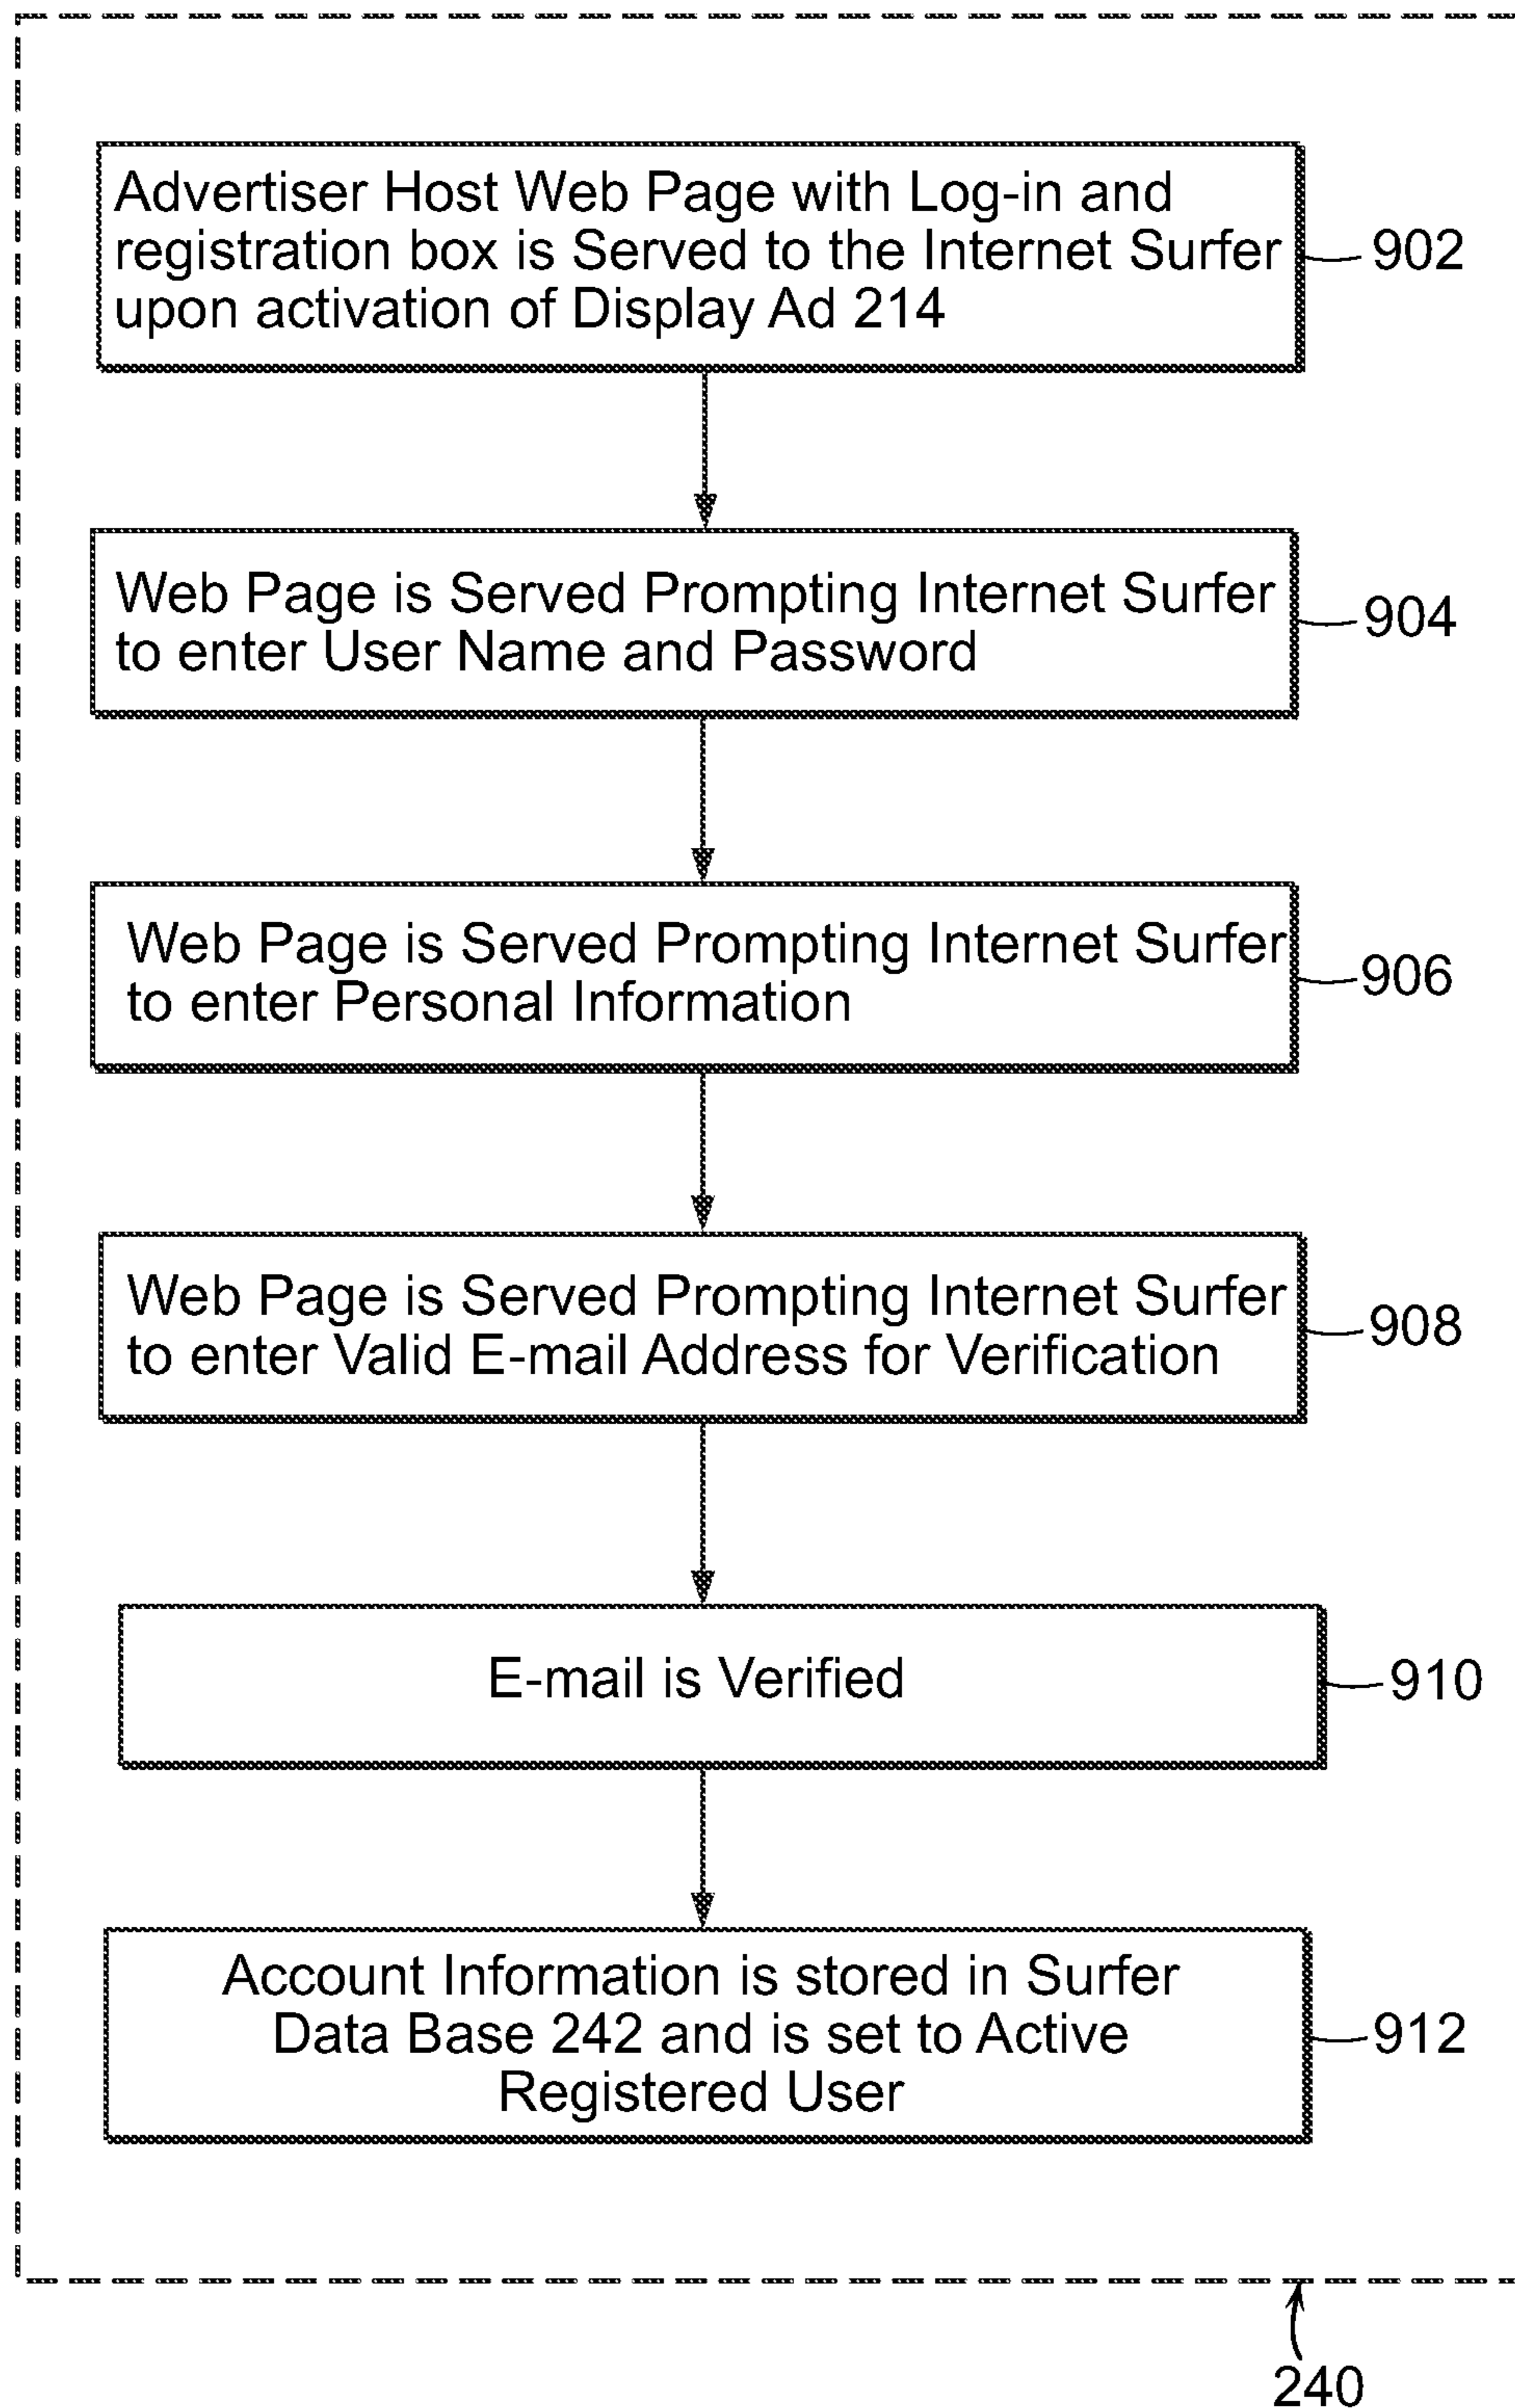 Advertiser Host Web Page with Log-in and
registration box is Served to the Internet Surfer
upon activation of Display Ad 214
902
Web Page is Served Prompting Internet Surfer
to enter User Name and Password
904
Web Page is Served Prompting Internet Surfer
to enter Personal Information
906
Web Page is Served Prompting Internet Surfer
to enter Valid E-mail Address for Verification
908
E-mail is Verified
910
Account Information is stored in Surfer
Data Base 242 and is set to Active
Registered User
912
240